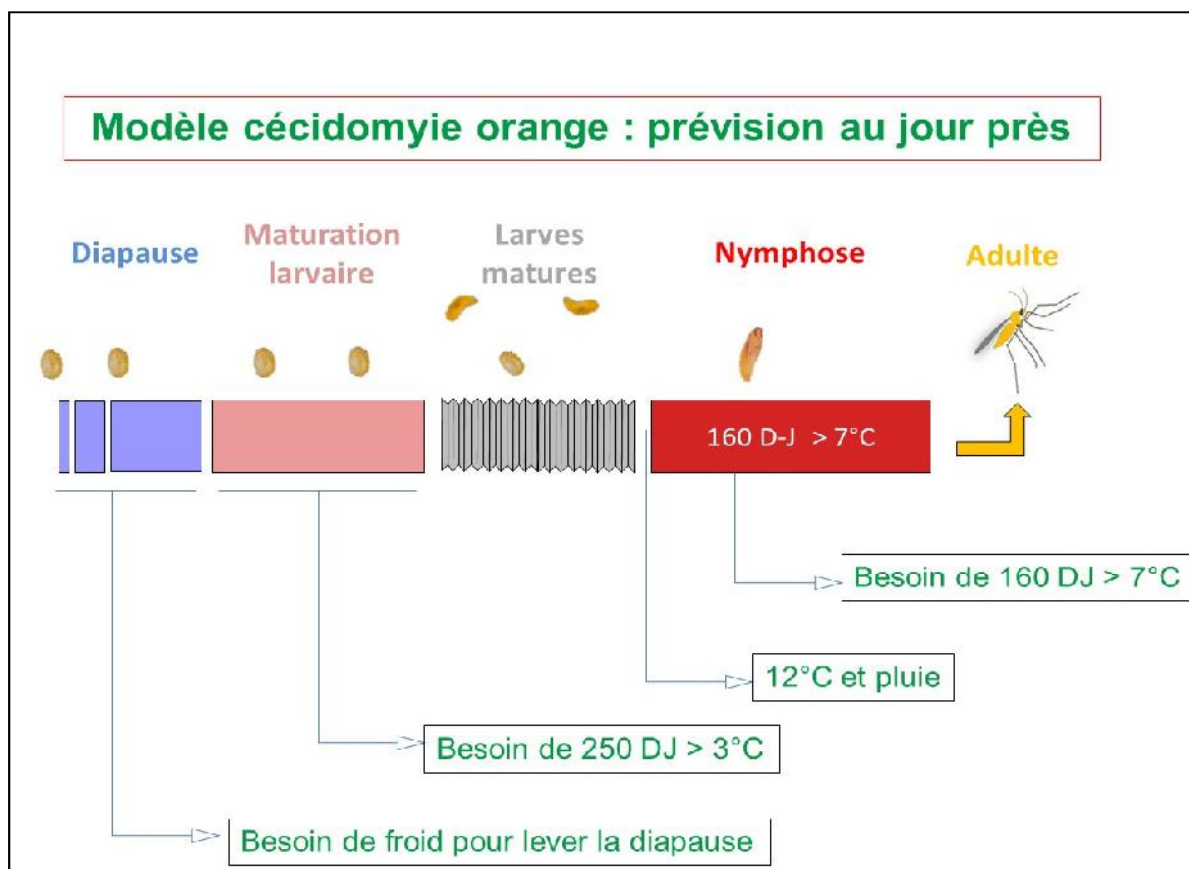 Modèle cécidomyie orange : prévision au jour près
Diapause
Maturation
larvaire
Larves
matures
Nymphose
Adulte
160 D-J > 7°C
Besoin de 160 DJ > 7°C
12°C et pluie
Besoin de 250 DJ > 3°C
Besoin de froid pour lever la diapause